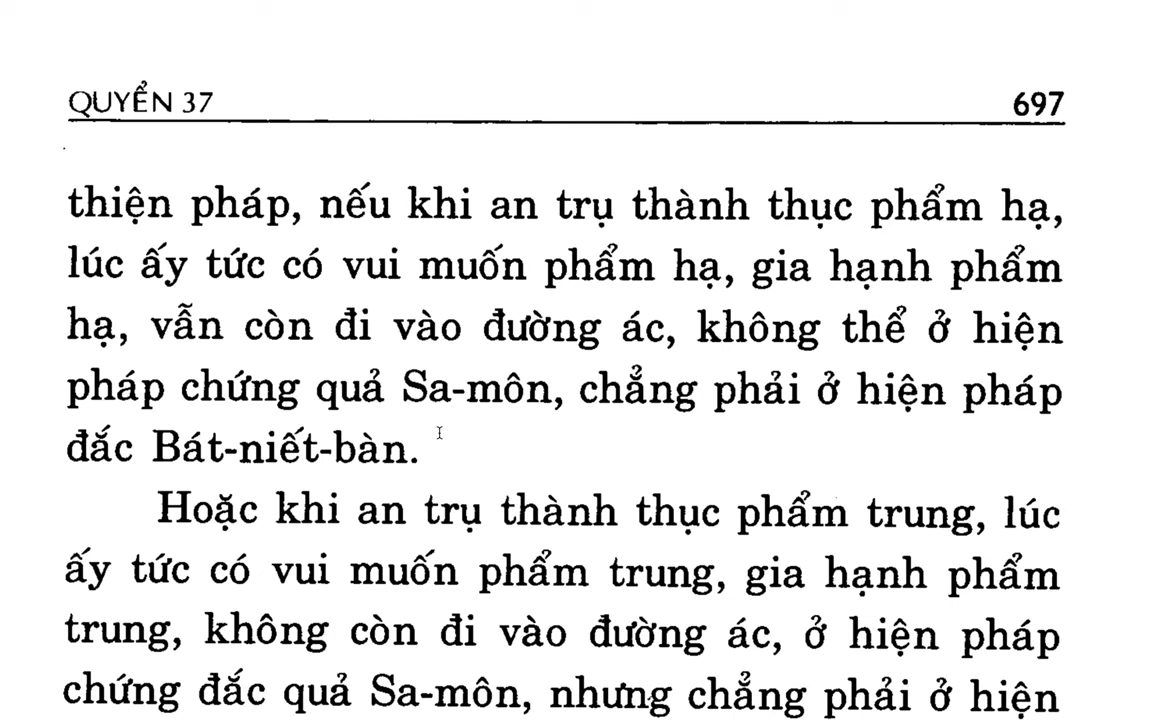 QUYỂN 37
697
thiện pháp, nếu khi an trụ thành thục phẩm hạ,
lúc ấy tức có vui muốn phẩm hạ, gia hạnh phẩm
hạ, vẫn còn đi vào đường ác, không thể ở hiện
pháp chứng quả Sa-môn, chẳng phải ở hiện pháp
đắc Bát-niết-bàn.
Hoặc khi an trụ thành thục phẩm trung, lúc
ấy tức có vui muốn phẩm trung, gia hạnh phẩm
trung, không còn đi vào đường ác, ở hiện pháp
chứng đắc quả Sa-môn, nhưng chẳng phải ở hiện